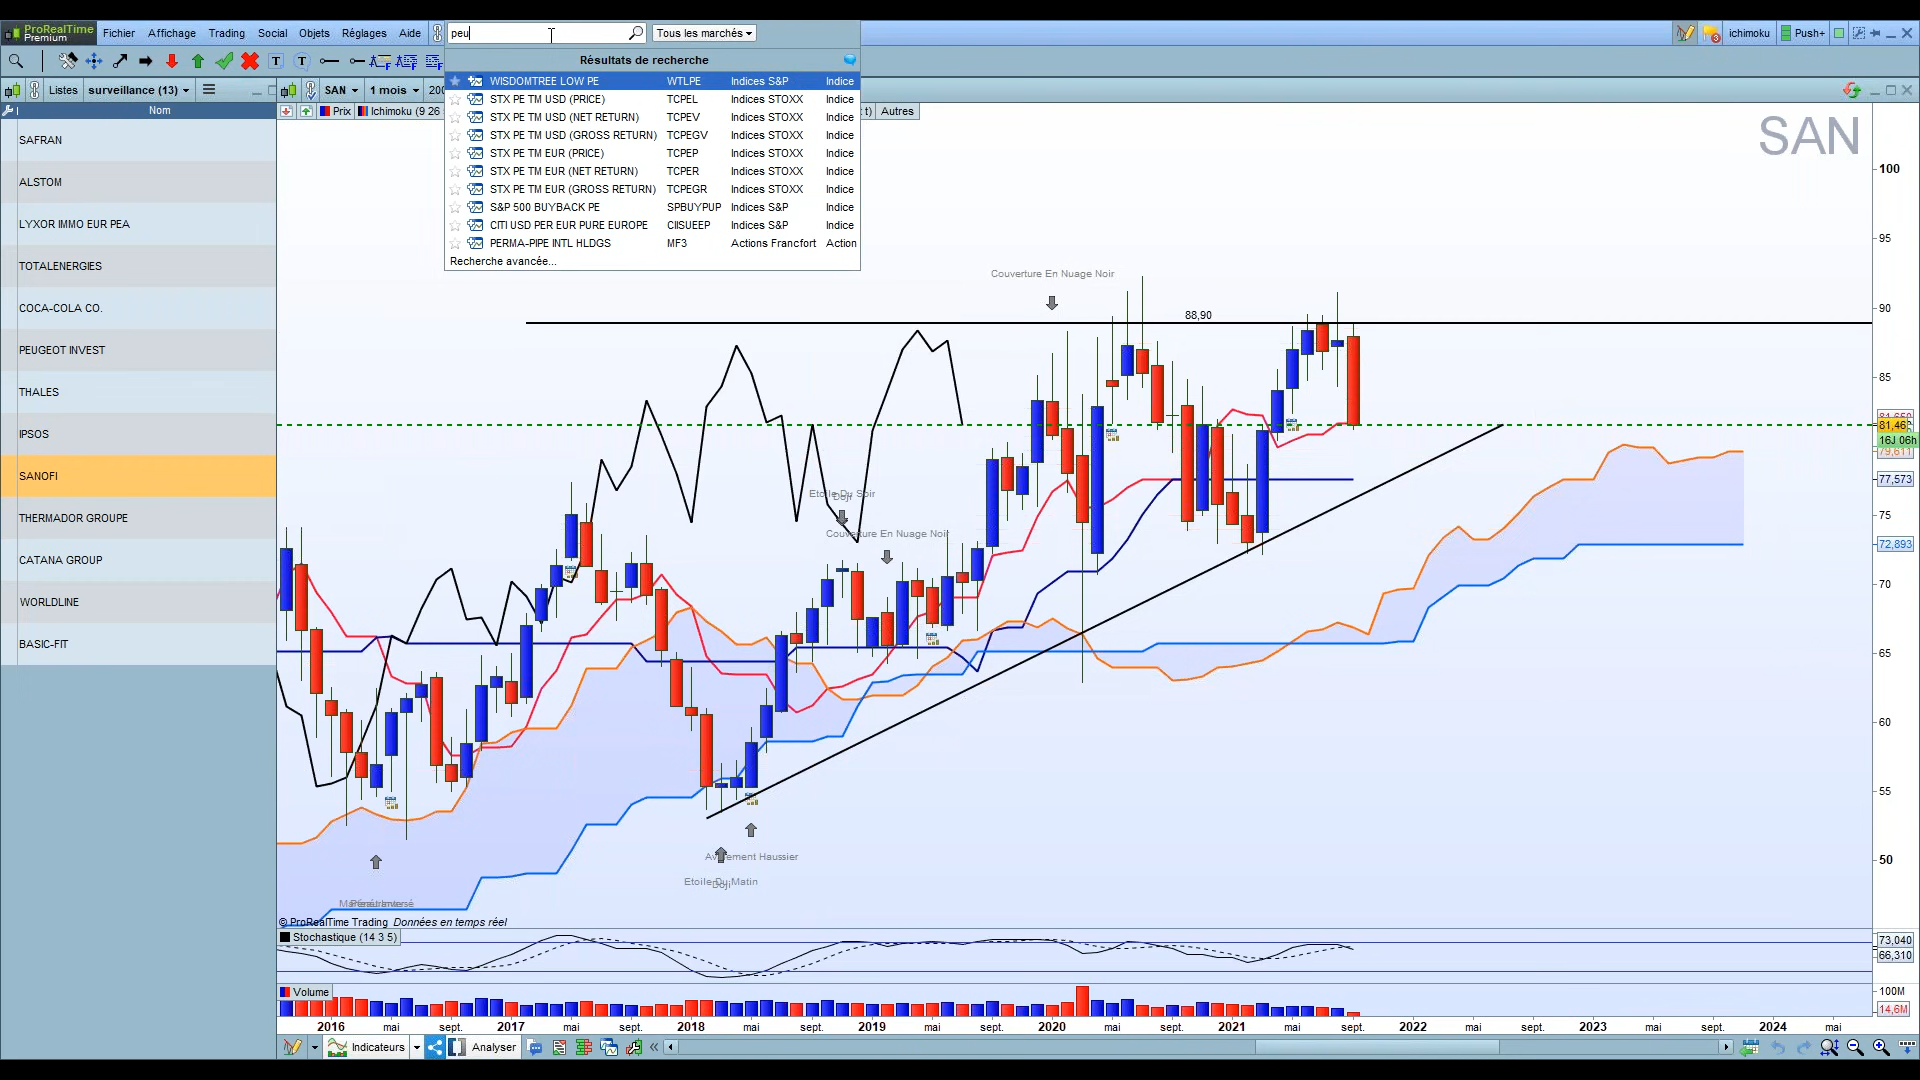 ProRealTime
Premium
Fichier Affichage Trading Social Objets Réglages Aide
peu
Tous les marchés
ichimoku
Push+
Résultats de recherche
WISDOMTREE LOW PE WTLPE Indices S&P Indice
STX PE TM USD (PRICE) TCPEL Indices STOXX Indice
STX PE TM USD (NET RETURN) TCPEV Indices STOXX Indice
STX PE TM USD (GROSS RETURN) TCPEGV Indices STOXX Indice
STX PE TM EUR (PRICE) TCPEP Indices STOXX Indice
STX PE TM EUR (NET RETURN) TCPER Indices STOXX Indice
STX PE TM EUR (GROSS RETURN) TCPEGR Indices STOXX Indice
S&P 500 BUYBACK PE SPBUYPUP Indices S&P Indice
CITI USD PER EUR PURE EUROPE CIISUEEP Indices S&P Indice
PERMA-PIPE INTL HLDGS MF3 Actions Francfort Action
Recherche avancée...
Listes surveillance (13)
SAN 1 mois 200
Nom
Prix Ichimoku (9 26
t) Autres
SAFRAN
ALSTOM
LYXOR IMMO EUR PEA
TOTALENERGIES
COCA-COLA CO.
PEUGEOT INVEST
THALES
IPSOS
SANOFI
THERMADOR GROUPE
CATANA GROUP
WORLDLINE
BASIC-FIT
SAN
100
95
90
85
81,46
16J 06h
79,611
77,573
75
72,893
70
65
60
55
50
Couverture En Nuage Noir
88,90
Etoile Du Soir
Doji
Couverture En Nuage Noir
Avalement Haussier
Etoile Du Matin
Doji
© ProRealTime Trading Données en temps réel
Stochastique (14 3 5)
73,040
66,310
Volume
100M
14,6M
2016 mai sept. 2017 mai sept. 2018 mai sept. 2019 mai sept. 2020 mai sept. 2021 mai sept. 2022 mai sept. 2023 mai sept. 2024 mai
Indicateurs
Analyser